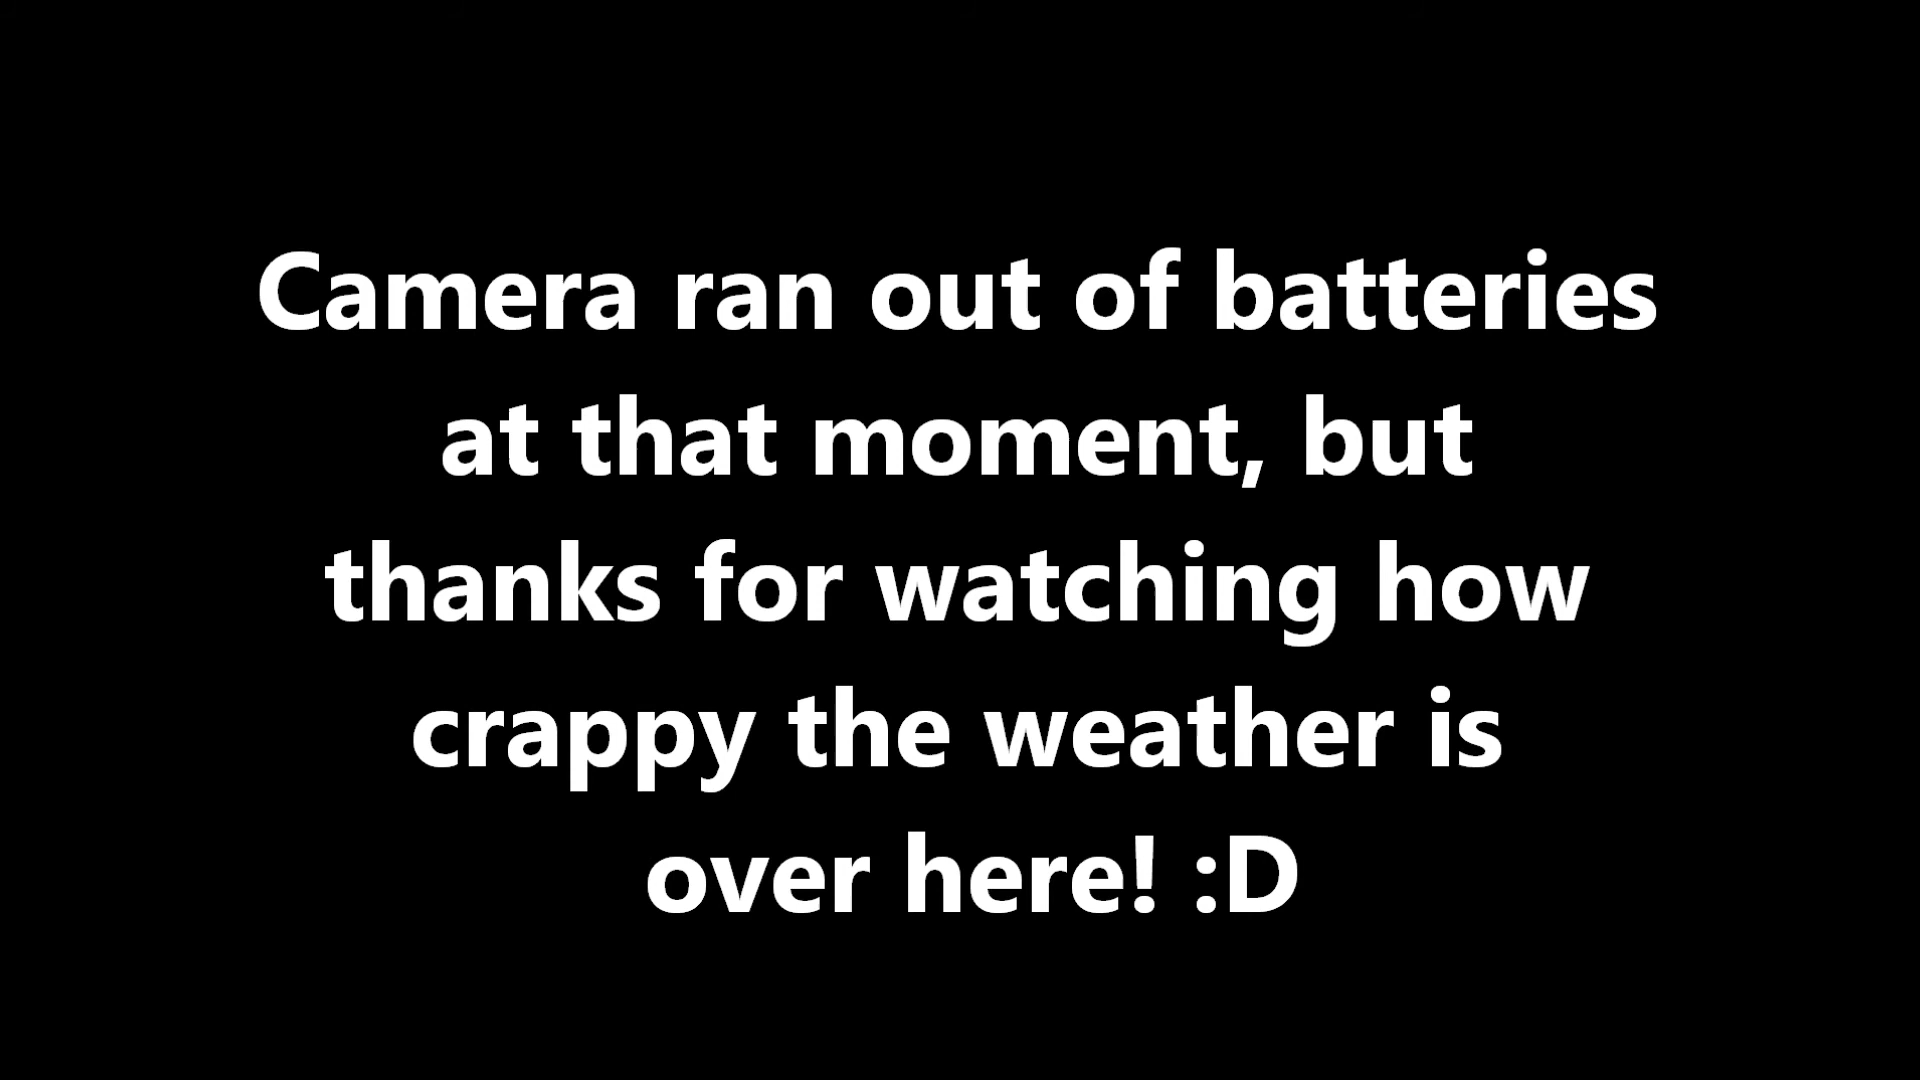 Camera ran out of batteries
at that moment, but
thanks for watching how
crappy the weather is
over here! :D